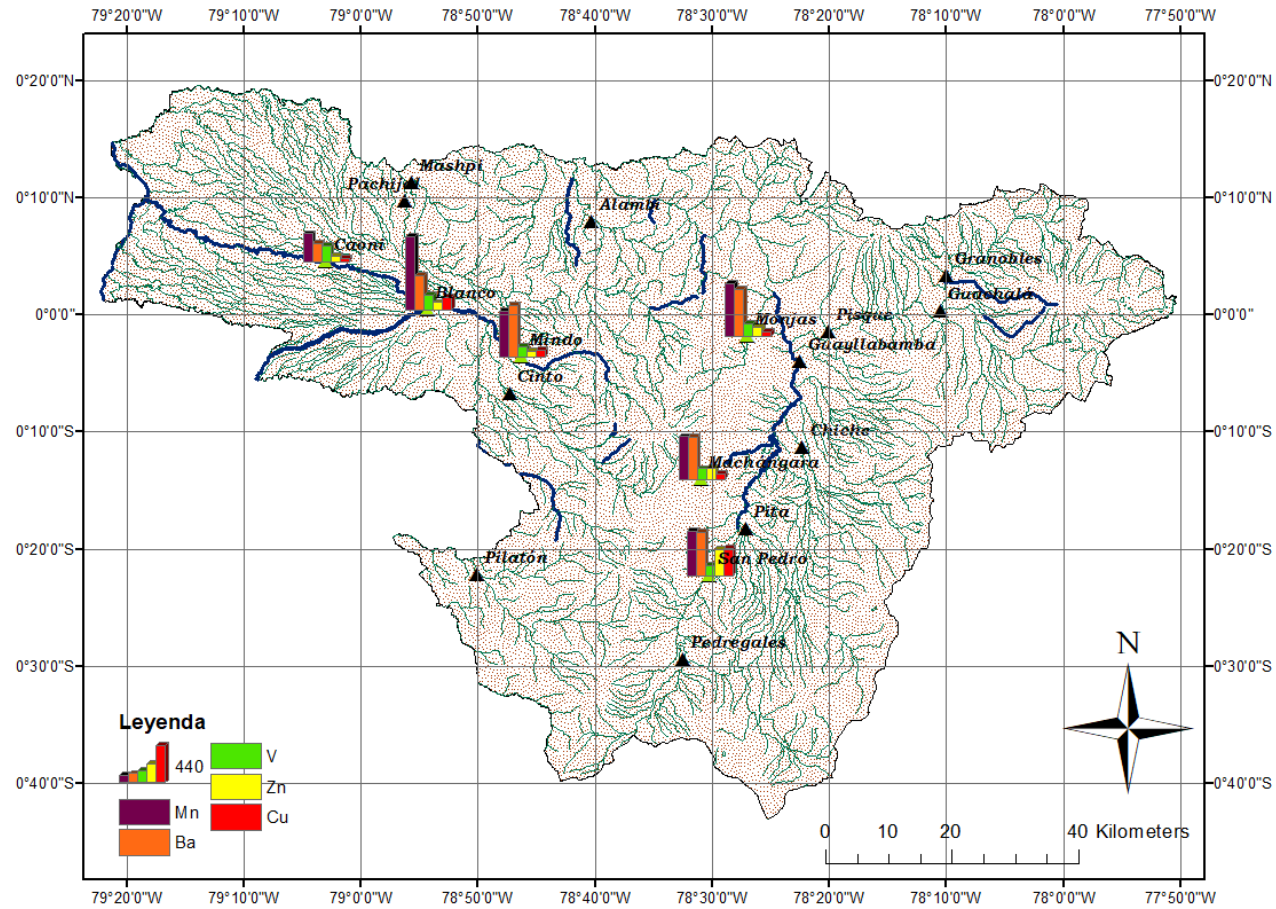 79°20'0"W 79°10'0"W 79°0'0"W 78°50'0"W 78°40'0"W 78°30'0"W 78°20'0"W 78°10'0"W 78°0'0"W 77°50'0"W
0°20'0"N 0°20'0"N
Mashpi
Pachijal
0°10'0"N 0°10'0"N
Alambi
Caoni
Granobles
Blanco
Guachalá
0°0'0" 0°0'0"
Monjas
Pisque
Mindo
Guayllabamba
Cinto
0°10'0"S 0°10'0"S
Chiche
Machangara
Pita
0°20'0"S 0°20'0"S
Pilatón
San Pedro
Pedregales
0°30'0"S 0°30'0"S
N
Leyenda
440
V
0°40'0"S 0°40'0"S
Zn
Mn
Cu
Ba
0 10 20 40 Kilometers
79°20'0"W 79°10'0"W 79°0'0"W 78°50'0"W 78°40'0"W 78°30'0"W 78°20'0"W 78°10'0"W 78°0'0"W 77°50'0"W